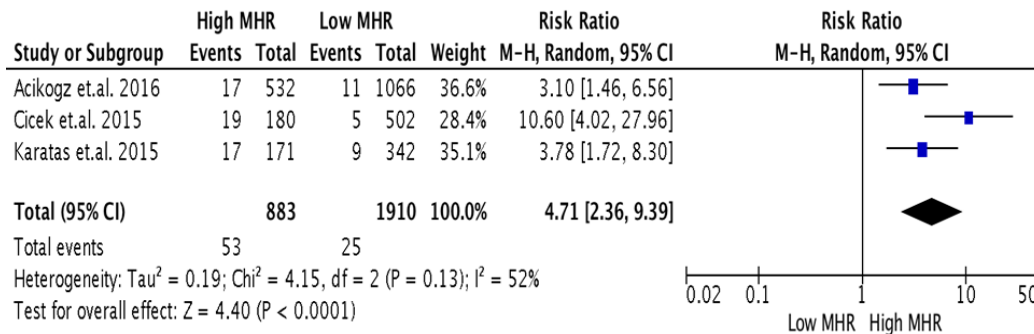 High MHR Low MHR Risk Ratio Risk Ratio
Study or Subgroup Events Total Events Total Weight M-H, Random, 95% CI M-H, Random, 95% CI
Acikogz et.al. 2016 17 532 11 1066 36.6% 3.10 [1.46, 6.56]
Cicek et.al. 2015 19 180 5 502 28.4% 10.60 [4.02, 27.96]
Karatas et.al. 2015 17 171 9 342 35.1% 3.78 [1.72, 8.30]
Total (95% CI) 883 1910 100.0% 4.71 [2.36, 9.39]
Total events 53 25
Heterogeneity: Tau² = 0.19; Chi² = 4.15, df = 2 (P = 0.13); I² = 52%
Test for overall effect: Z = 4.40 (P < 0.0001)
0.02 0.1 1 10 50
Low MHR High MHR